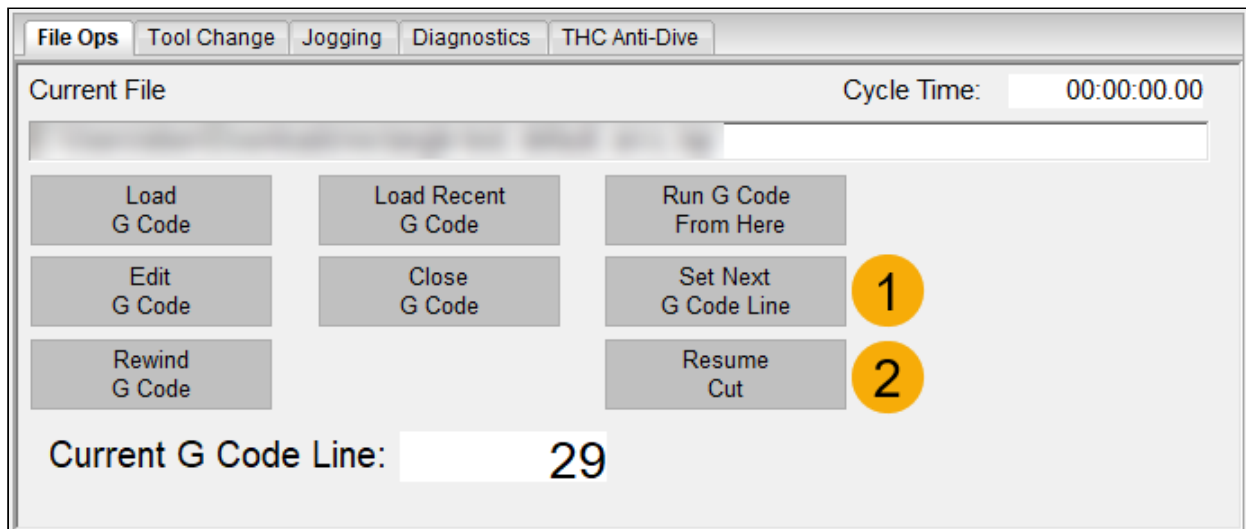 File Ops Tool Change Jogging Diagnostics THC Anti-Dive
Current File Cycle Time: 00:00:00.00
Load G Code
Load Recent G Code
Run G Code From Here
Edit G Code
Close G Code
Set Next G Code Line
1
Rewind G Code
Resume Cut
2
Current G Code Line: 29